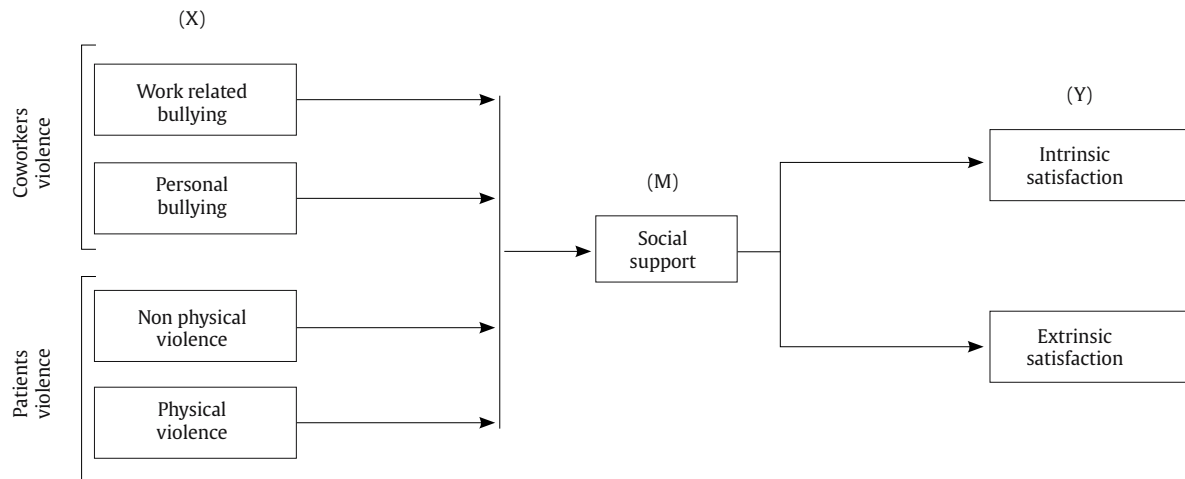 (X)
Coworkers
violence
Work related
bullying
Personal
bullying
Patients
violence
Non physical
violence
Physical
violence
(M)
Social
support
(Y)
Intrinsic
satisfaction
Extrinsic
satisfaction